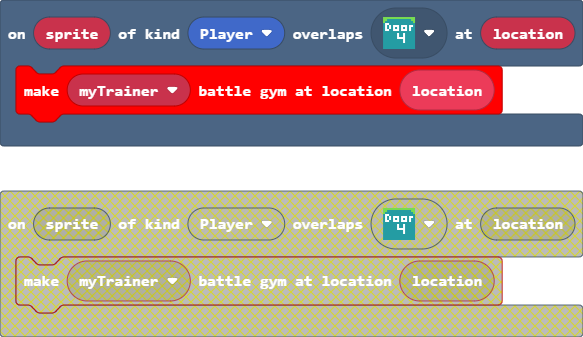 on sprite of kind Player overlaps Door 4 at location
make myTrainer battle gym at location location
on sprite of kind Player overlaps Door 4 at location
make myTrainer battle gym at location location